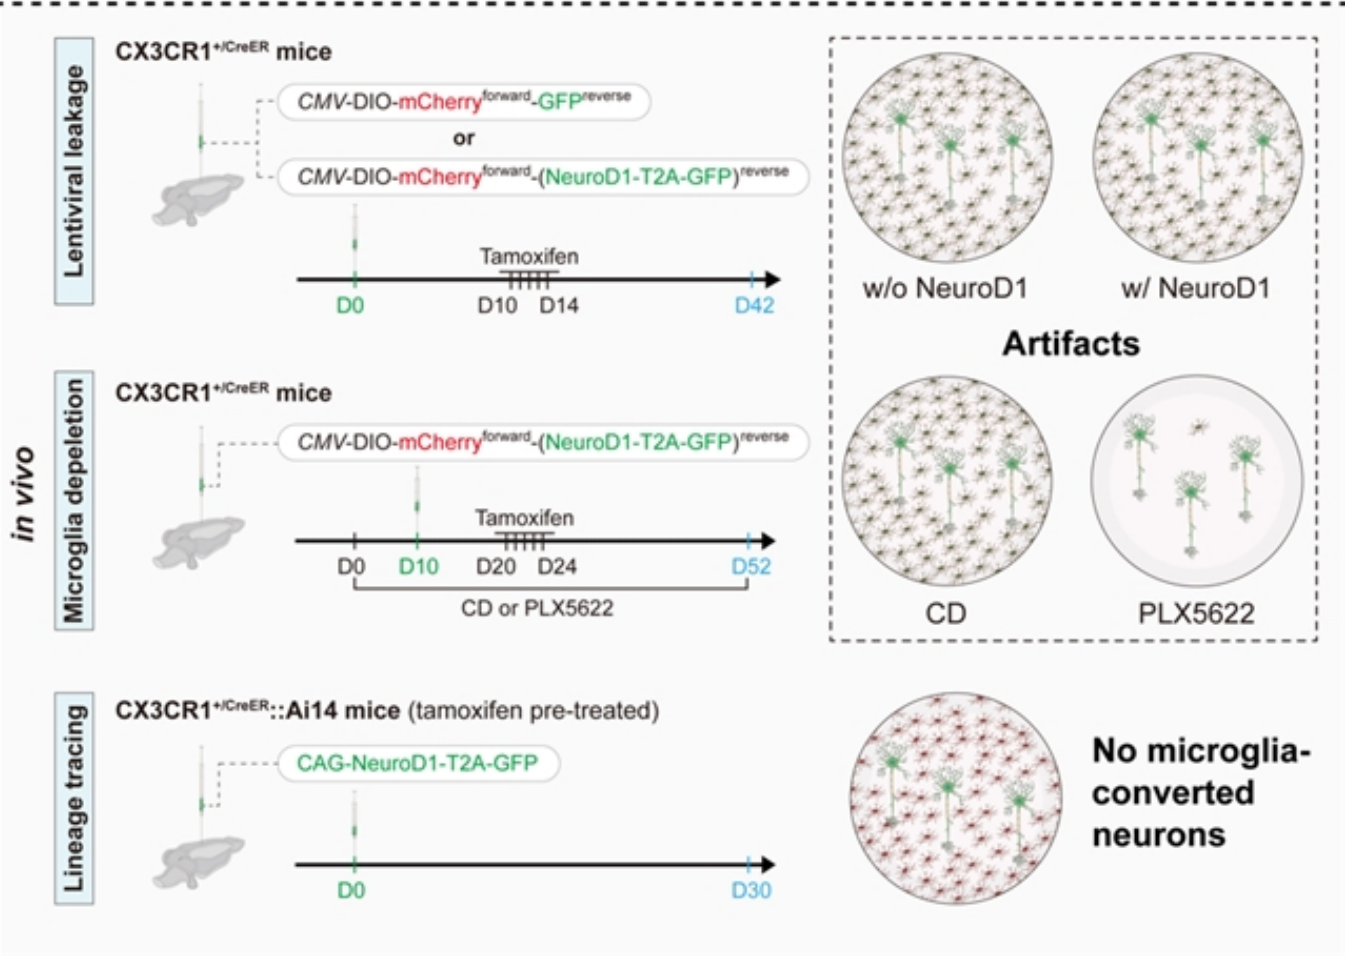 in vivo
Lentiviral leakage
CX3CR1+/CreER mice
CMV-DIO-mCherryforward-GFPreverse
or
CMV-DIO-mCherryforward-(NeuroD1-T2A-GFP)reverse
Tamoxifen
D0 D10 D14 D42
w/o NeuroD1 w/ NeuroD1
Artifacts
Microglia depletion
CX3CR1+/CreER mice
CMV-DIO-mCherryforward-(NeuroD1-T2A-GFP)reverse
Tamoxifen
D0 D10 D20 D24 D52
CD or PLX5622
CD PLX5622
Lineage tracing
CX3CR1+/CreER::Ai14 mice (tamoxifen pre-treated)
CAG-NeuroD1-T2A-GFP
D0 D30
No microglia-
converted
neurons